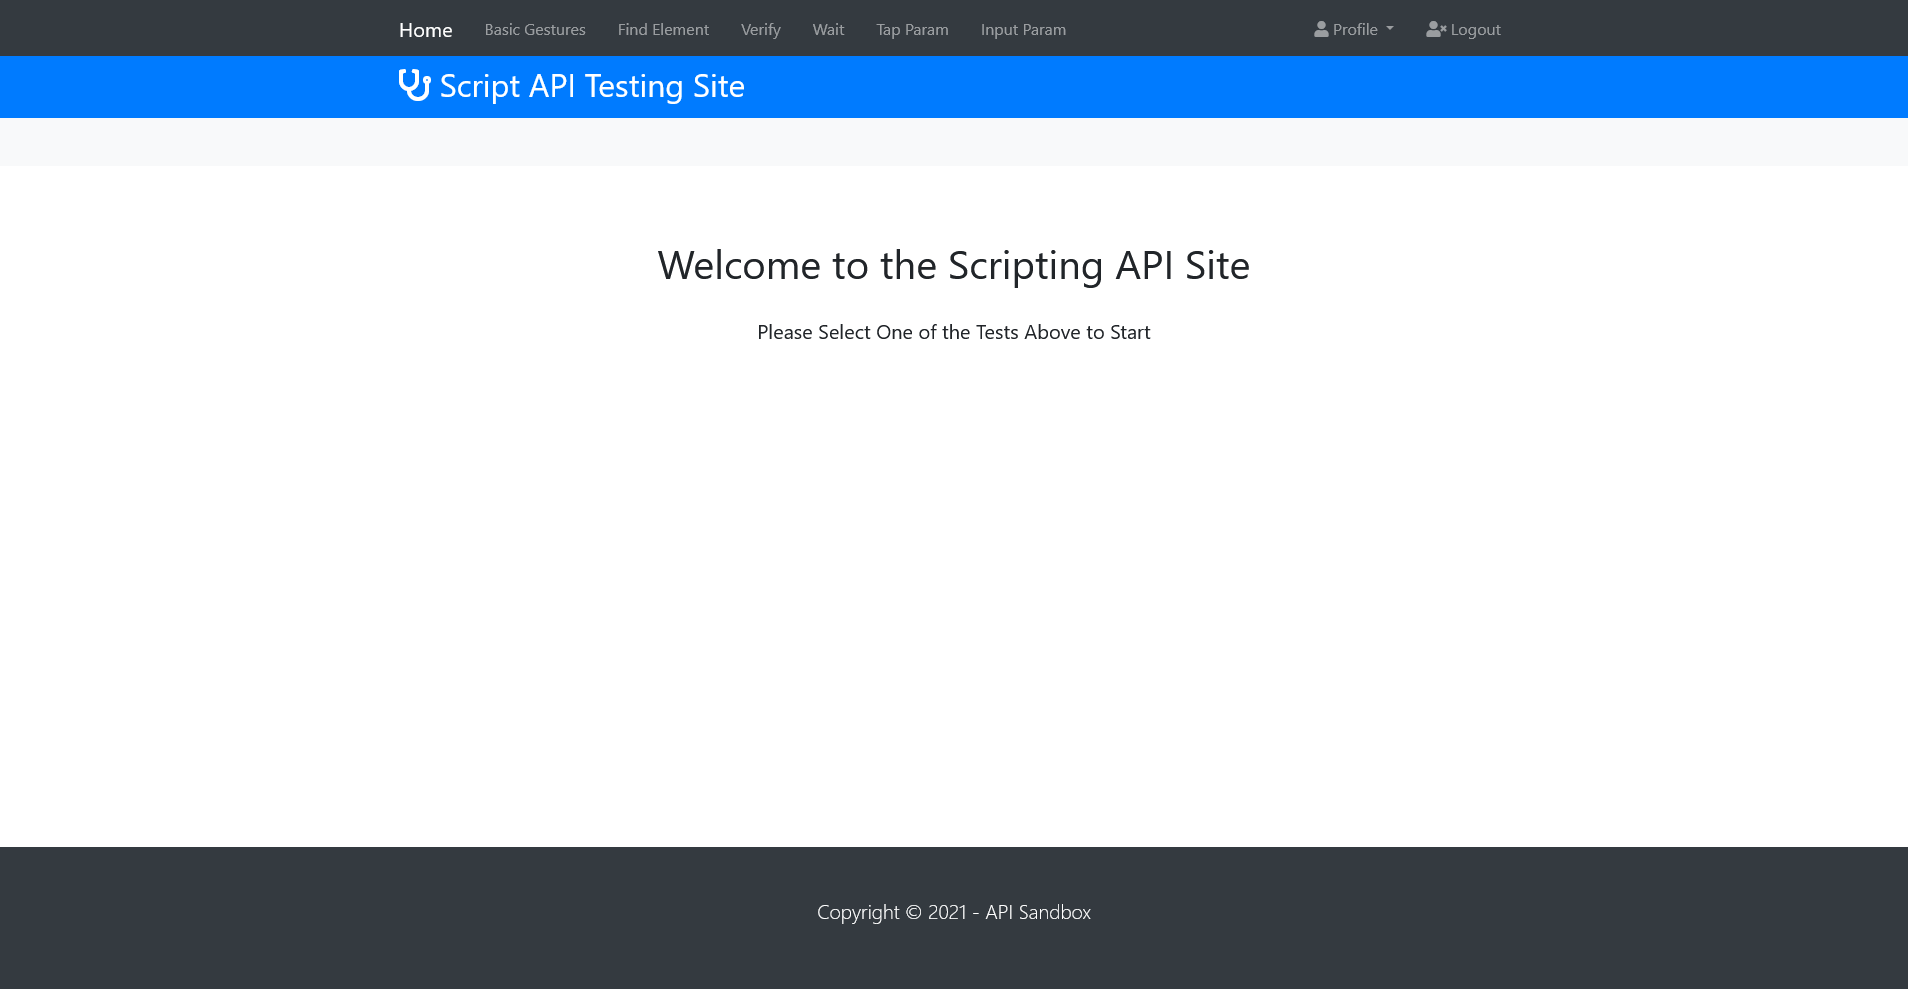 Home Basic Gestures Find Element Verify Wait Tap Param Input Param Profile Logout
Script API Testing Site
Welcome to the Scripting API Site
Please Select One of the Tests Above to Start
Copyright © 2021 - API Sandbox